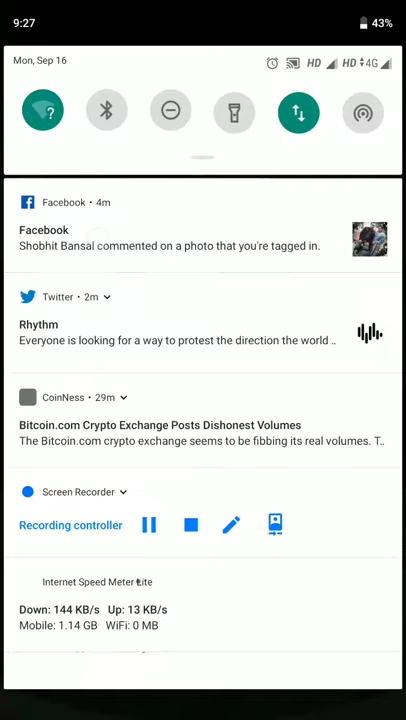 9:27
43%
Mon, Sep 16
HD
HD 4G
Facebook • 4m
Facebook
Shobhit Bansal commented on a photo that you're tagged in.
Twitter • 2m
Rhythm
Everyone is looking for a way to protest the direction the world ..
CoinNess • 29m
Bitcoin.com Crypto Exchange Posts Dishonest Volumes
The Bitcoin.com crypto exchange seems to be fibbing its real volumes. T..
Screen Recorder
Recording controller
Internet Speed Meter Lite
Down: 144 KB/s Up: 13 KB/s
Mobile: 1.14 GB WiFi: 0 MB